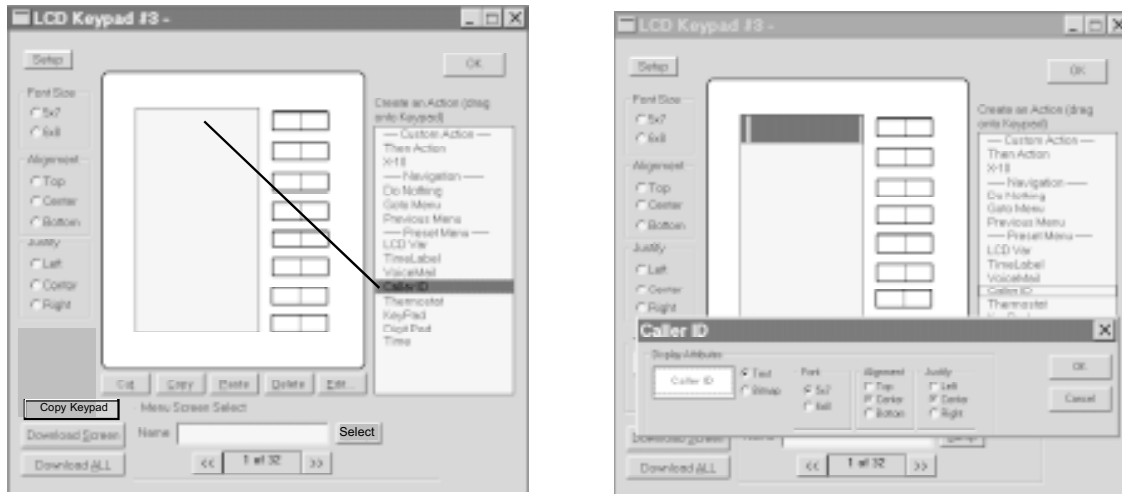 LCD Keypad #3 -
Setup
OK
Font Size
5x7
6x8
Alignment
Top
Center
Bottom
Justify
Left
Center
Right
Create an Action (drag
onto Keypad)
---- Custom Action ----
Then Action
X-10
---- Navigation ----
Do Nothing
Goto Menu
Previous Menu
---- Preset Menu ----
LCD Var
TimeLabel
VoiceMail
Caller ID
Thermostat
KeyPad
Digit Pad
Time
Cut
Copy
Paste
Delete
Edit...
Copy Keypad
Menu Screen Select
Download Screen
Name
Select
Download ALL
<<
1 of 32
>>
LCD Keypad #3 -
Setup
OK
Font Size
5x7
6x8
Alignment
Top
Center
Bottom
Justify
Left
Center
Right
Create an Action (drag
onto Keypad)
---- Custom Action ----
Then Action
X-10
---- Navigation ----
Do Nothing
Goto Menu
Previous Menu
---- Preset Menu ----
LCD Var
TimeLabel
VoiceMail
Caller ID
Thermostat
Caller ID
Display Attributes
Caller ID
Text
Bitmap
Font
5x7
6x8
Alignment
Top
Center
Bottom
Justify
Left
Center
Right
OK
Cancel
Download ALL
<<
1 of 32
>>